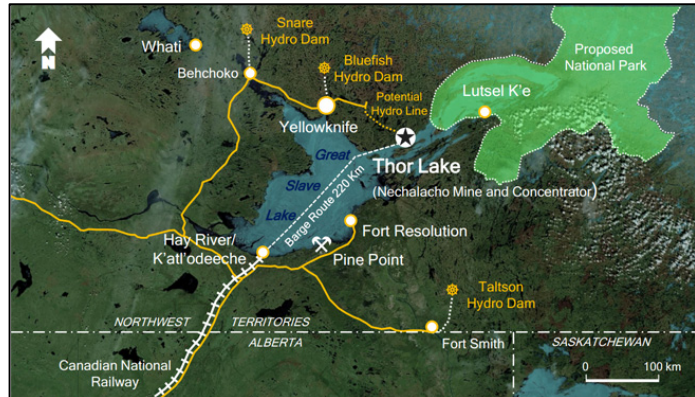 N
Whati
Snare
Hydro Dam
Bluefish
Hydro Dam
Proposed
National Park
Behchoko
Potential
Hydro Line
Lutsel K'e
Yellowknife
Great
Slave
Lake
Thor Lake
(Nechalacho Mine and Concentrator)
Barge Route 220 Km
Hay River/
K'atl'odeeche
Fort Resolution
Pine Point
Taltson
Hydro Dam
NORTHWEST TERRITORIES
ALBERTA
Fort Smith
SASKATCHEWAN
Canadian National
Railway
0 100 km